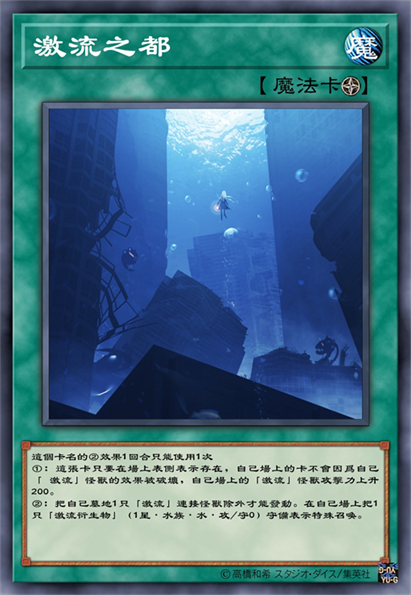 激流之都
魔
【魔法卡】
這個卡名的②效果1回合只能使用1次
①：這張卡只要在場上表側表示存在，自己場上的卡不會因爲自己
「激流」怪獸的效果被破壞，自己場上的「激流」怪獸攻擊力上升
200。
②：把自己墓地1只「激流」連接怪獸除外才能發動。在自己場上把1
只「激流衍生物」（1星·水族·水·攻/守0）守備表示特殊召喚。
©高橋和希 スタジオ・ダイス/集英社